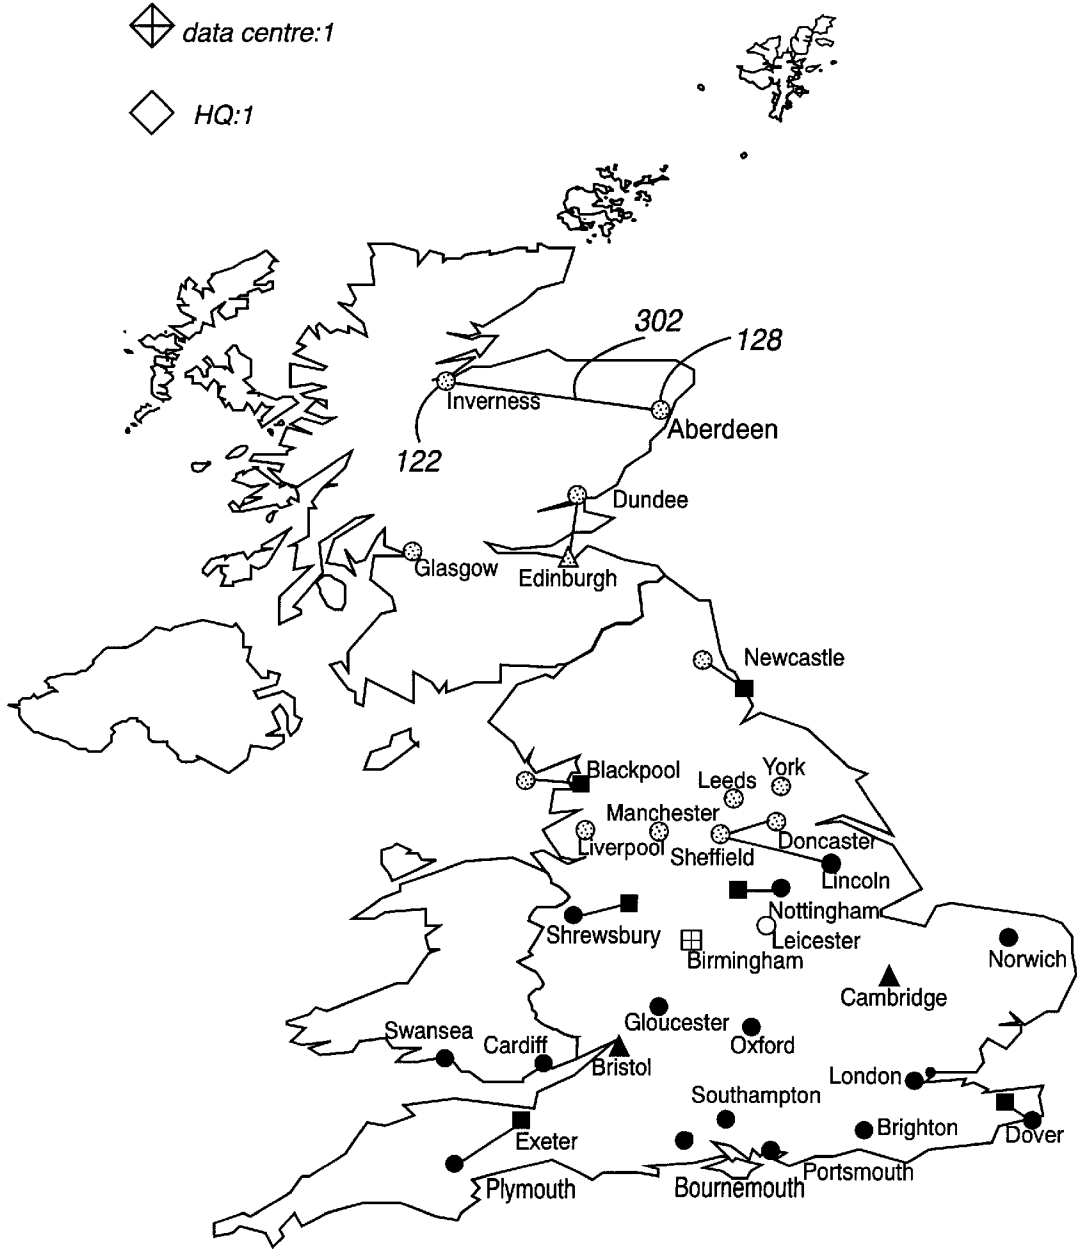 data centre:1
HQ:1
302
128
Inverness
Aberdeen
122
Dundee
Glasgow
Edinburgh
Newcastle
Blackpool
Leeds
York
Manchester
Liverpool
Sheffield
Doncaster
Lincoln
Nottingham
Shrewsbury
Leicester
Birmingham
Norwich
Cambridge
Gloucester
Swansea
Cardiff
Oxford
Bristol
London
Southampton
Exeter
Brighton
Dover
Portsmouth
Plymouth
Bournemouth